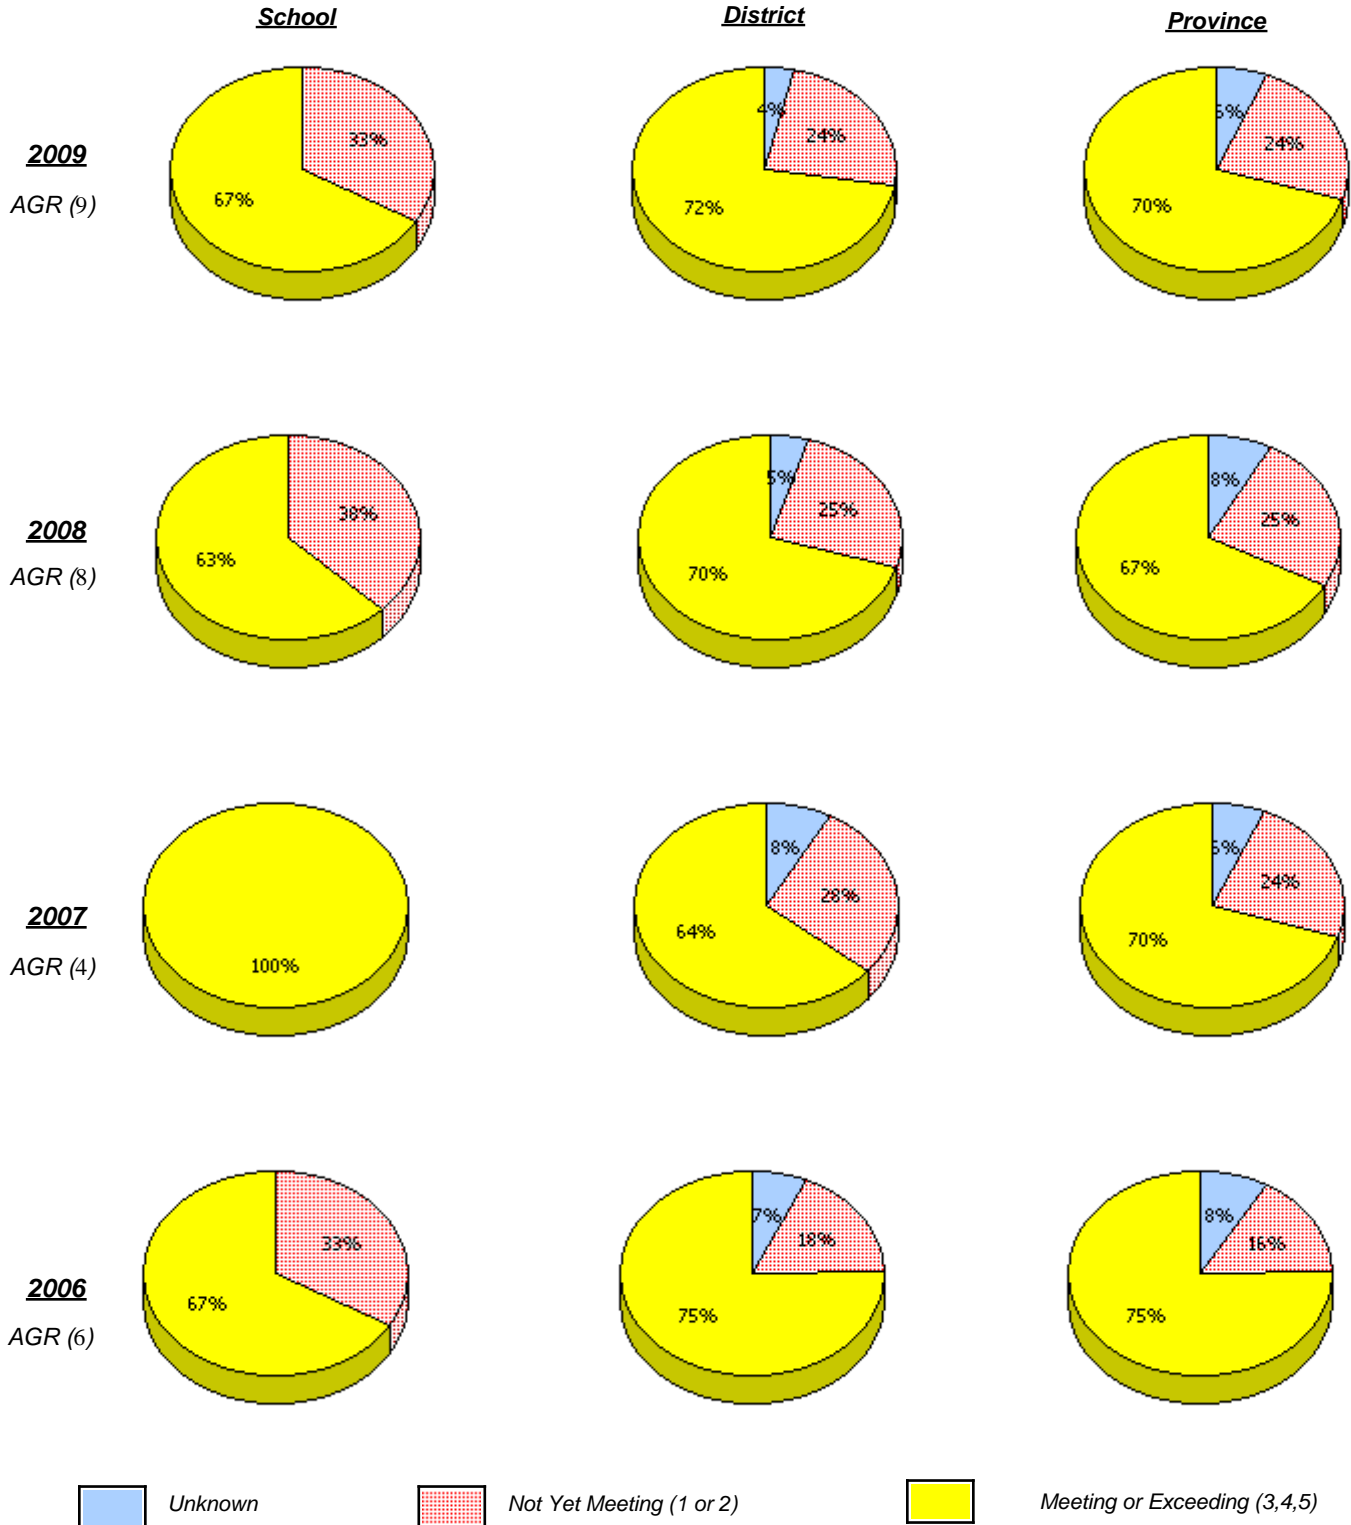 School District Province
33% 4% 24% 24%
2009
AGR (9)
67% 72% 70%
38% 5% 25% 8% 25%
2008
AGR (8)
63% 70% 67%
8% 28% 24%
2007
AGR (4)
100% 64% 70%
33% 7% 18% 8% 16%
2006
AGR (6)
67% 75% 75%
Unknown Not Yet Meeting (1 or 2) Meeting or Exceeding (3,4,5)